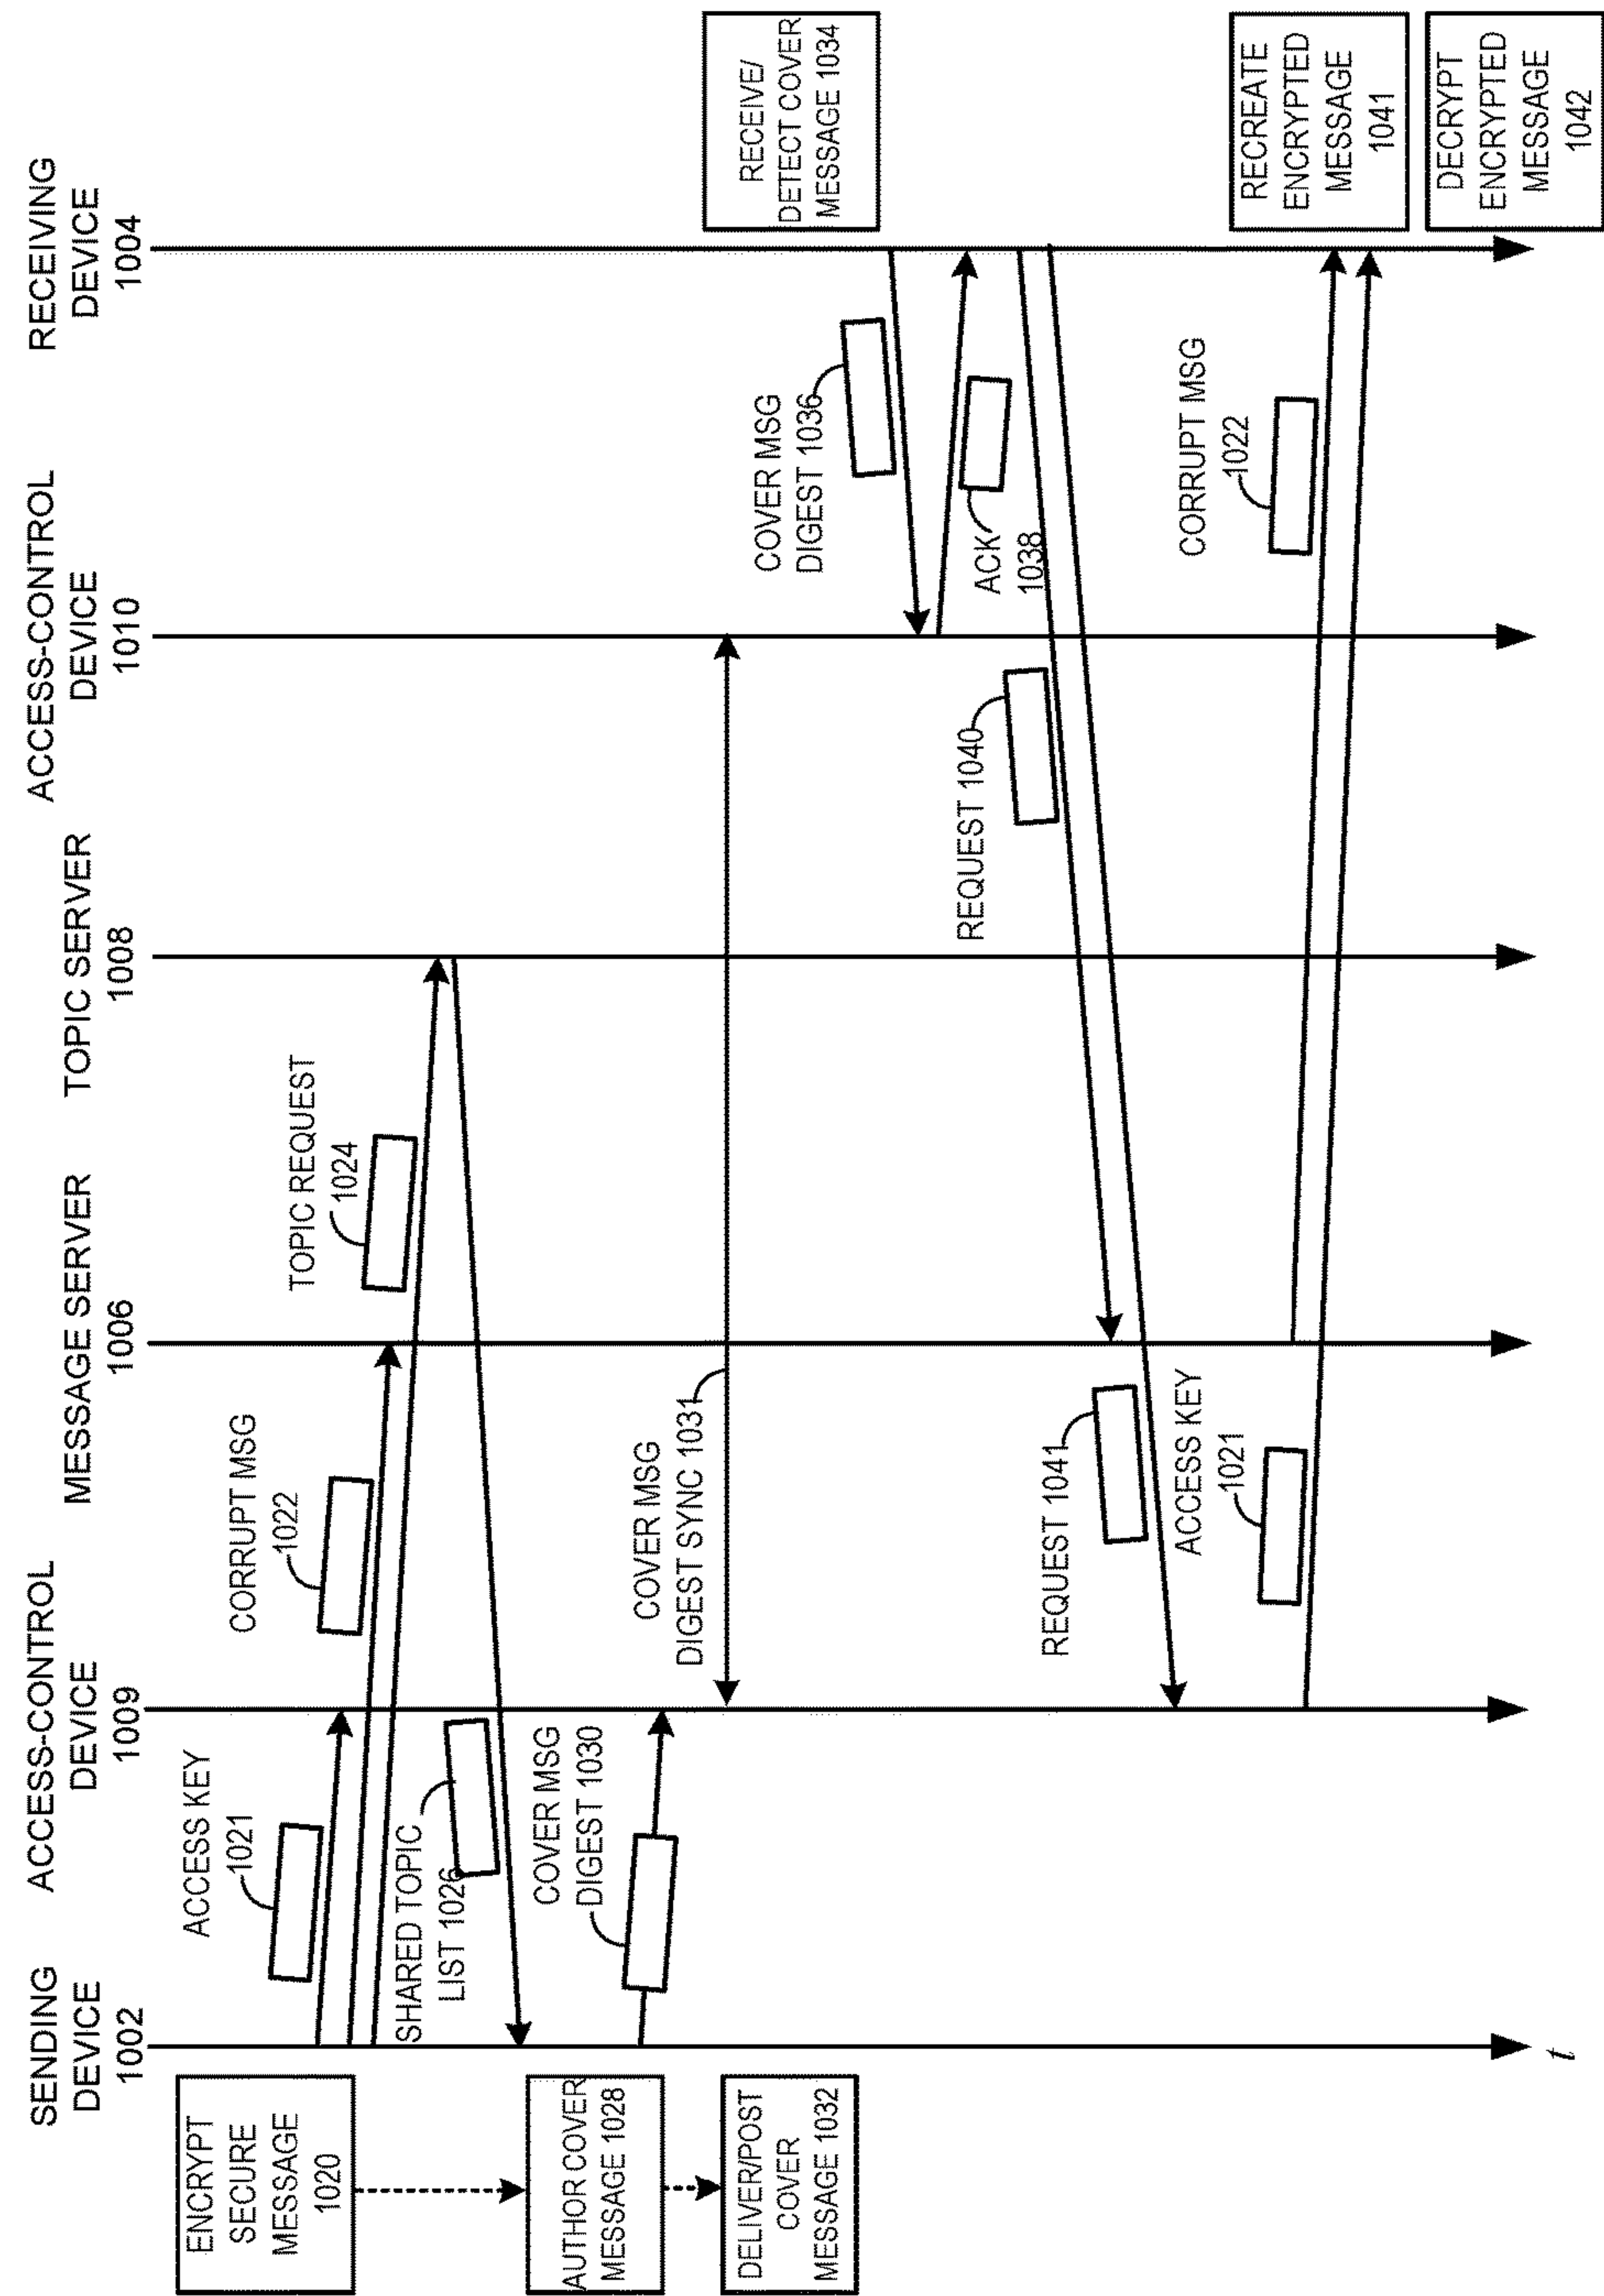 SENDING
DEVICE
1002
ACCESS-CONTROL
DEVICE
1009
MESSAGE SERVER
1006
TOPIC SERVER
1008
ACCESS-CONTROL
DEVICE
1010
RECEIVING
DEVICE
1004
ENCRYPT
SECURE
MESSAGE
1020
ACCESS KEY
1021
CORRUPT MSG
1022
TOPIC REQUEST
1024
SHARED TOPIC
LIST 1026
AUTHOR COVER
MESSAGE 1028
COVER MSG
DIGEST 1030
COVER MSG
DIGEST SYNC 1031
DELIVER/POST
COVER
MESSAGE 1032
RECEIVE/
DETECT COVER
MESSAGE 1034
COVER MSG
DIGEST 1036
ACK
1038
REQUEST 1040
REQUEST 1041
ACCESS KEY
1021
CORRUPT MSG
1022
RECREATE
ENCRYPTED
MESSAGE
1041
DECRYPT
ENCRYPTED
MESSAGE
1042
t